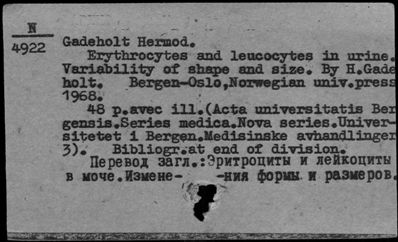 N
4922
Gadeholt Hermod.
Erythrocytes and leucocytes in urine.
Variability of shape and size. By H.Gade
holt. Bergen-Oslo,Norwegian univ.press
1968.
48 p.avec ill.(Acta universitatis Ber
gensis.Series medica.Nova series.Univer-
sitetet i Bergen.Medisinske avhandlinger
3). Bibliogr.at end of division.
Перевод загл.:Эритроциты и лейкоциты
в моче.Измене- -ния формы и размеров.